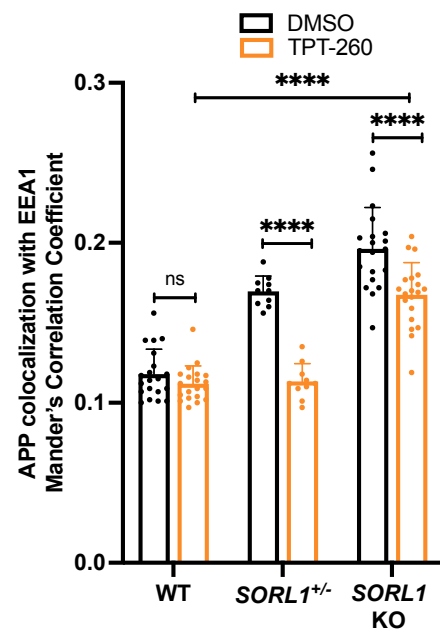 DMSO
TPT-260
****
****
****
ns
APP colocalization with EEA1
Mander's Correlation Coefficient
0.3
0.2
0.1
0.0
WT
SORL1+/-
SORL1
KO